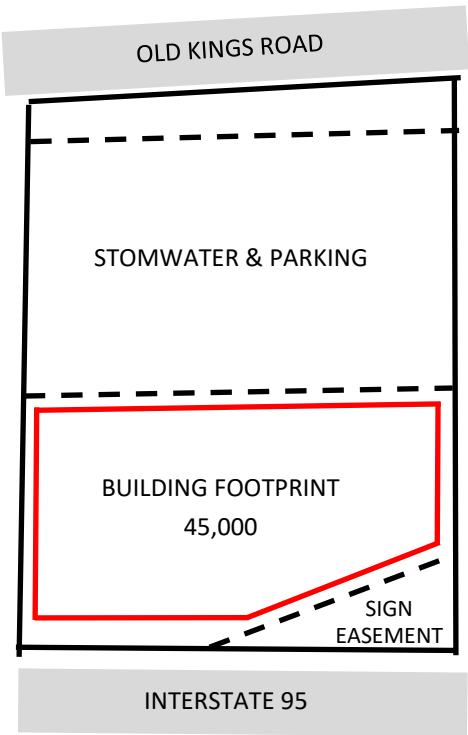 OLD KINGS ROAD
STOMWATER & PARKING
BUILDING FOOTPRINT
45,000
SIGN
EASEMENT
INTERSTATE 95